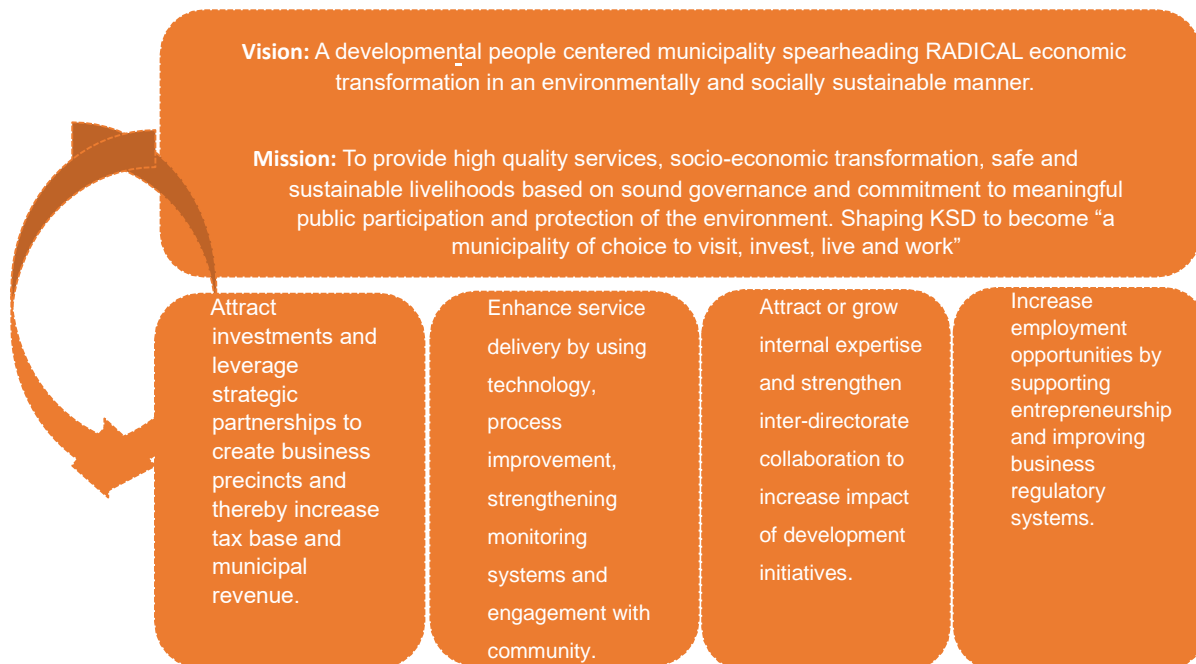 Vision: A developmental people centered municipality spearheading RADICAL economic
transformation in an environmentally and socially sustainable manner.
Mission: To provide high quality services, socio-economic transformation, safe and
sustainable livelihoods based on sound governance and commitment to meaningful
public participation and protection of the environment. Shaping KSD to become “a
municipality of choice to visit, invest, live and work”
Attract
investments and
leverage
strategic
partnerships to
create business
precincts and
thereby increase
tax base and
municipal
revenue.
Enhance service
delivery by using
technology,
process
improvement,
strengthening
monitoring
systems and
engagement with
community.
Attract or grow
internal expertise
and strengthen
inter-directorate
collaboration to
increase impact
of development
initiatives.
Increase
employment
opportunities by
supporting
entrepreneurship
and improving
business
regulatory
systems.